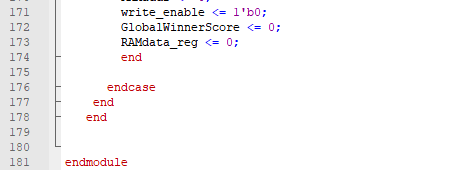 171 write_enable <= 1'b0;
172 GlobalWinnerScore <= 0;
173 RAMdata_reg <= 0;
174 end
175
176 endcase
177 end
178 end
179
180
181 endmodule